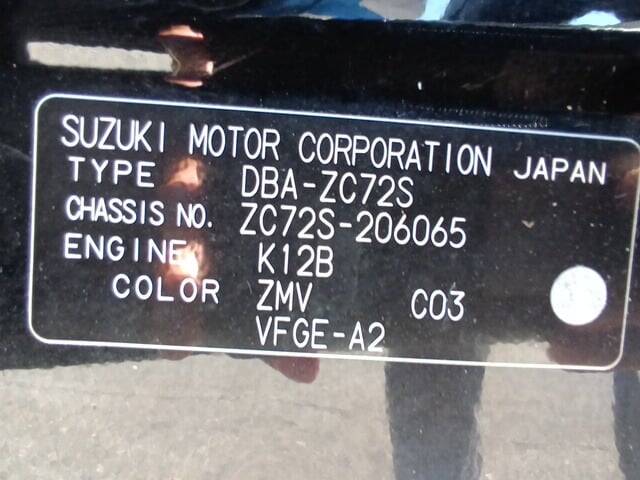 SUZUKI MOTOR CORPORATION JAPAN
TYPE DBA-ZC72S
CHASSIS NO. ZC72S-206065
ENGINE K12B
COLOR ZMV C03
VFGE-A2